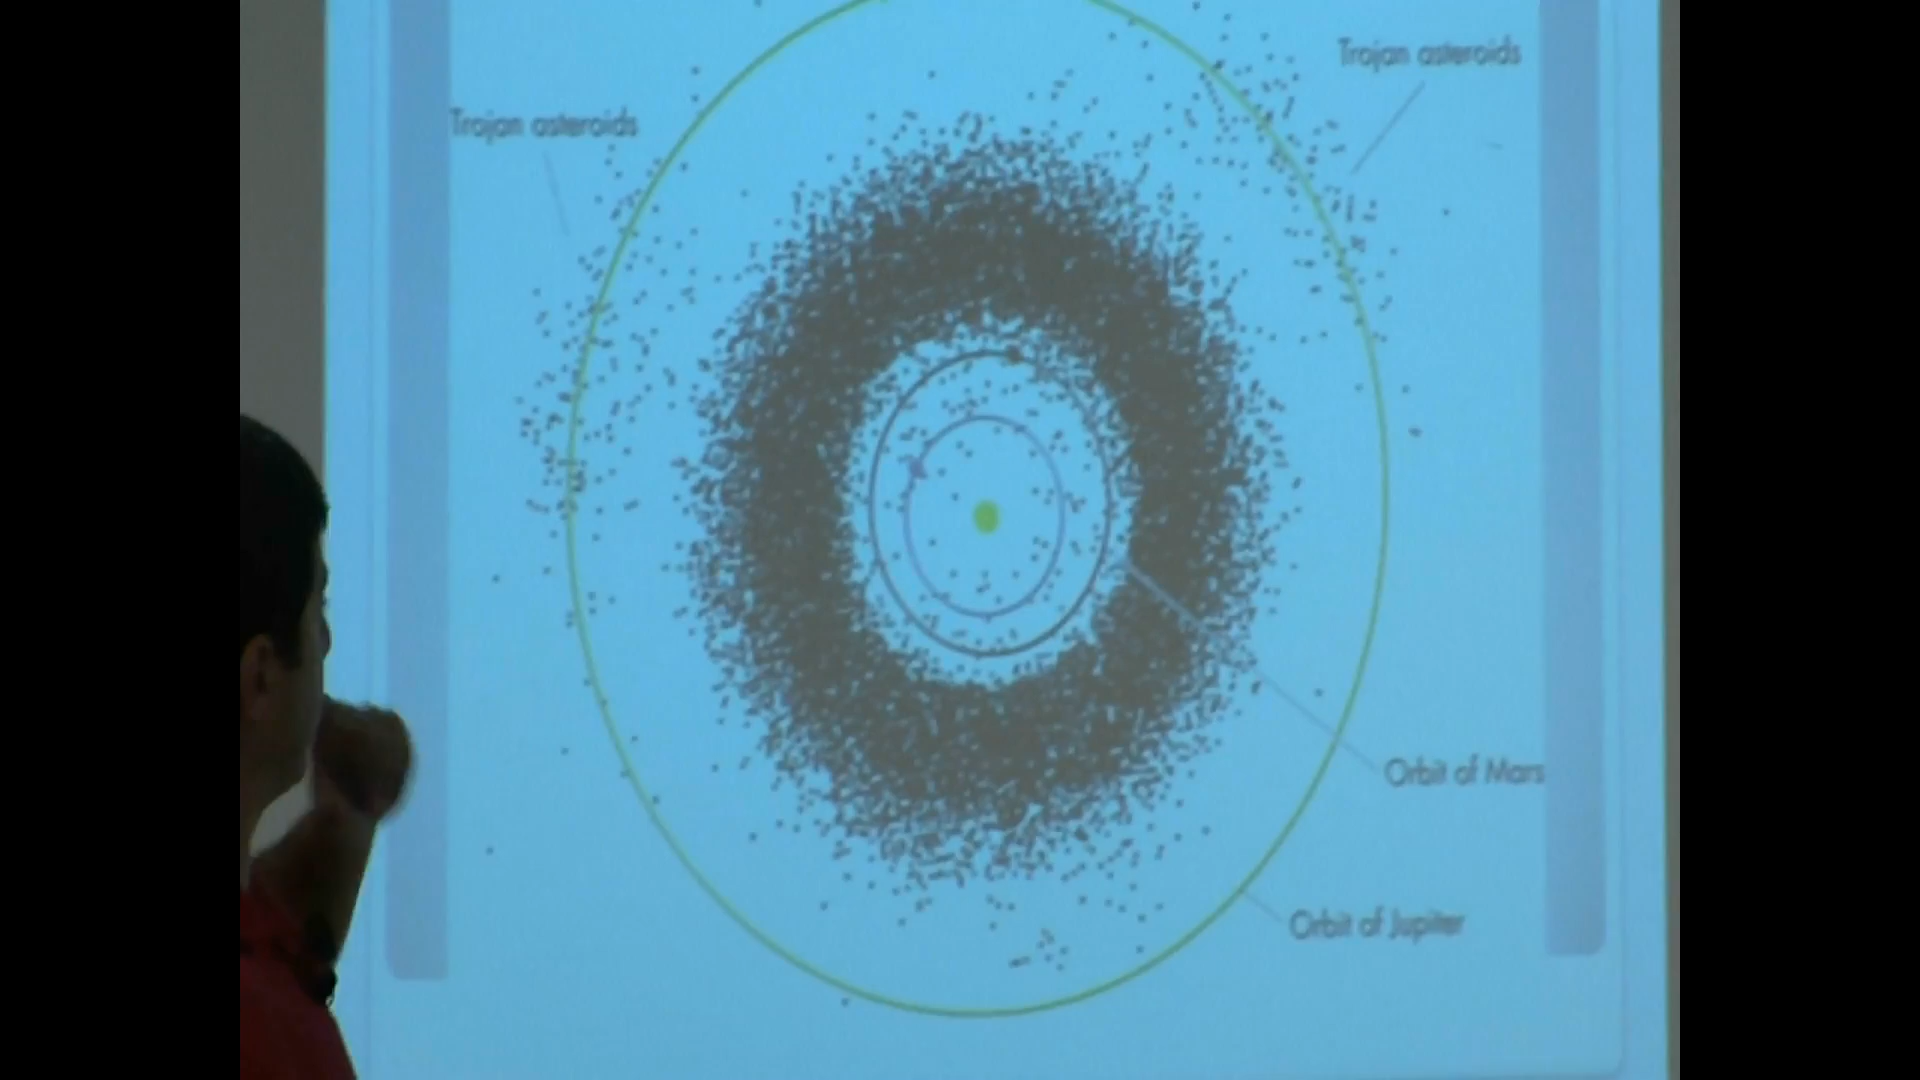 Trojan asteroids
Trojan asteroids
Orbit of Mars
Orbit of Jupiter